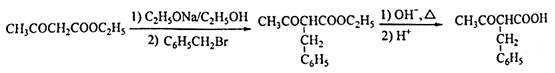 CH₃COCH₂COOC₂H₅ 1) C₂H₅ONa/C₂H₅OH 2) C₆H₅CH₂Br CH₃COCHCOOC₂H₅ 1) OH⁻,△ 2) H⁺ CH₃COCHCOOH
CH₂ CH₂
C₆H₅ C₆H₅